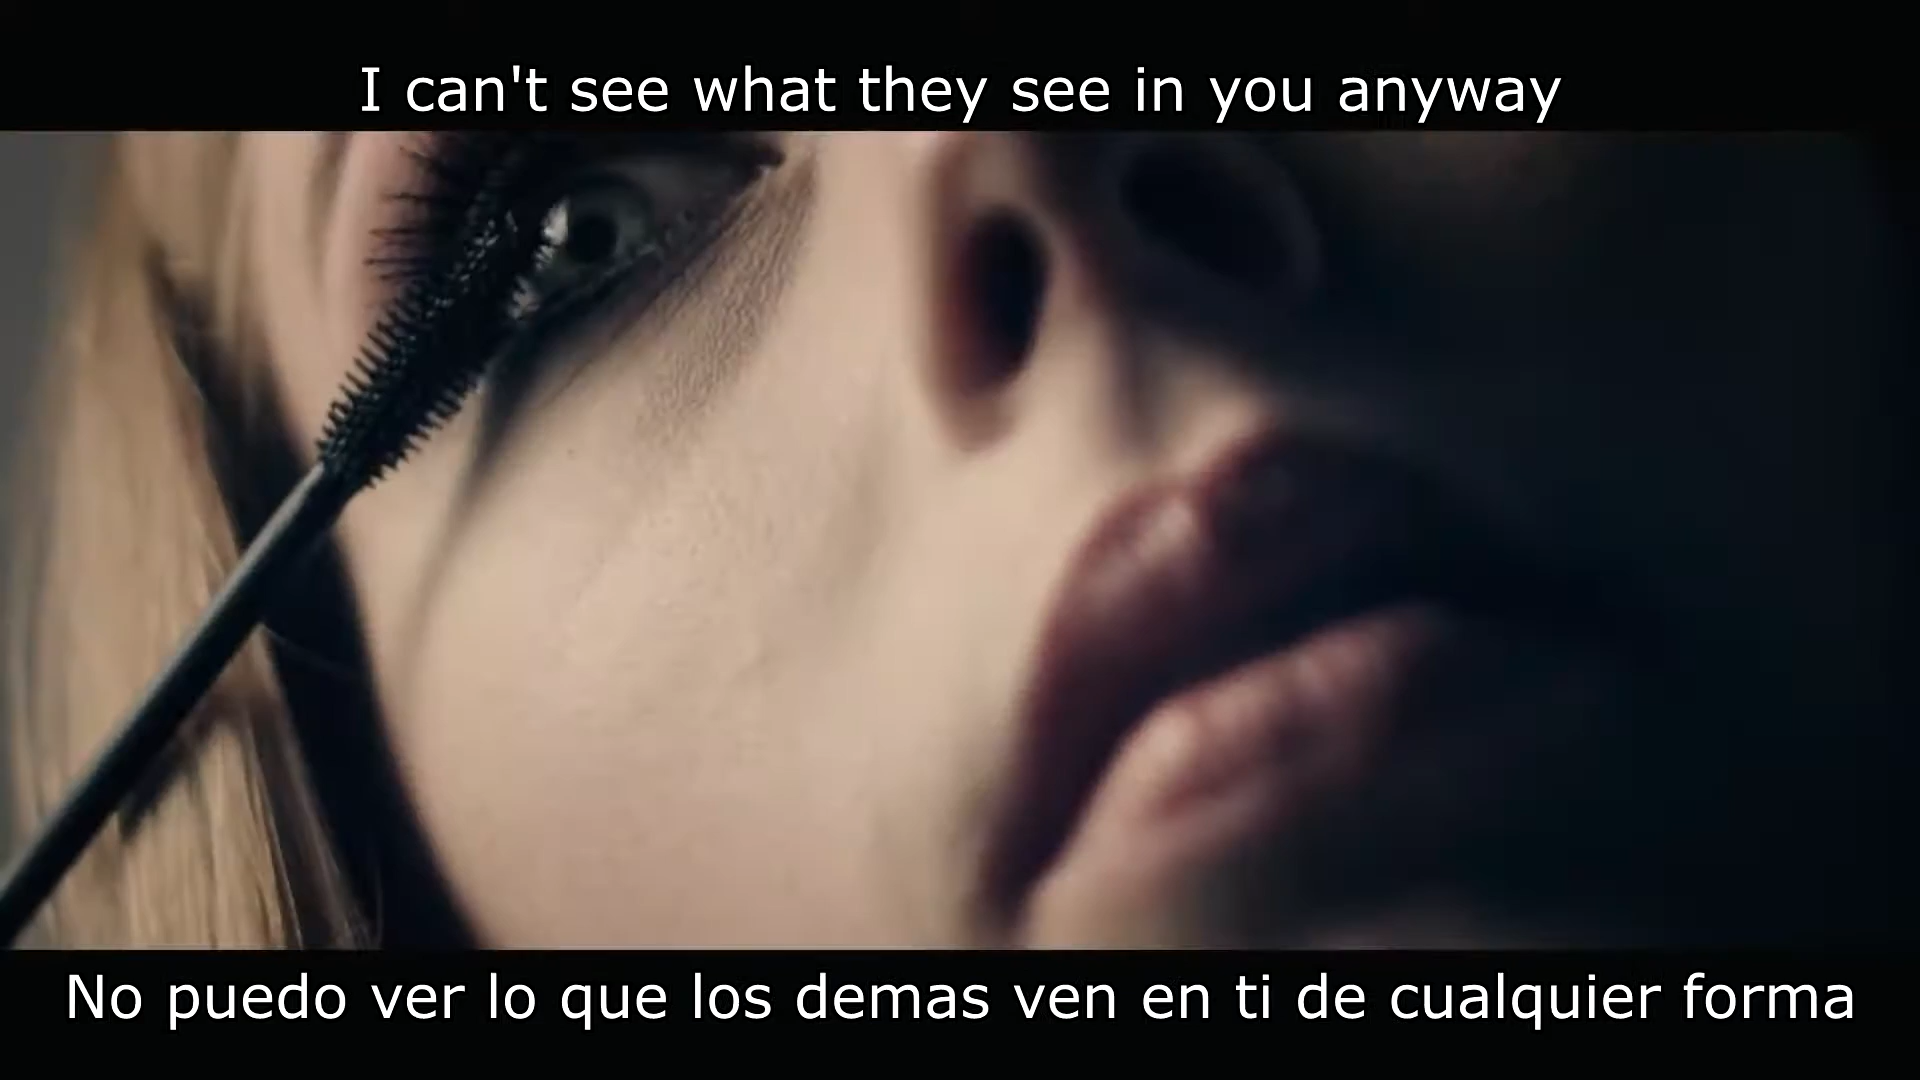 I can't see what they see in you anyway
No puedo ver lo que los demas ven en ti de cualquier forma